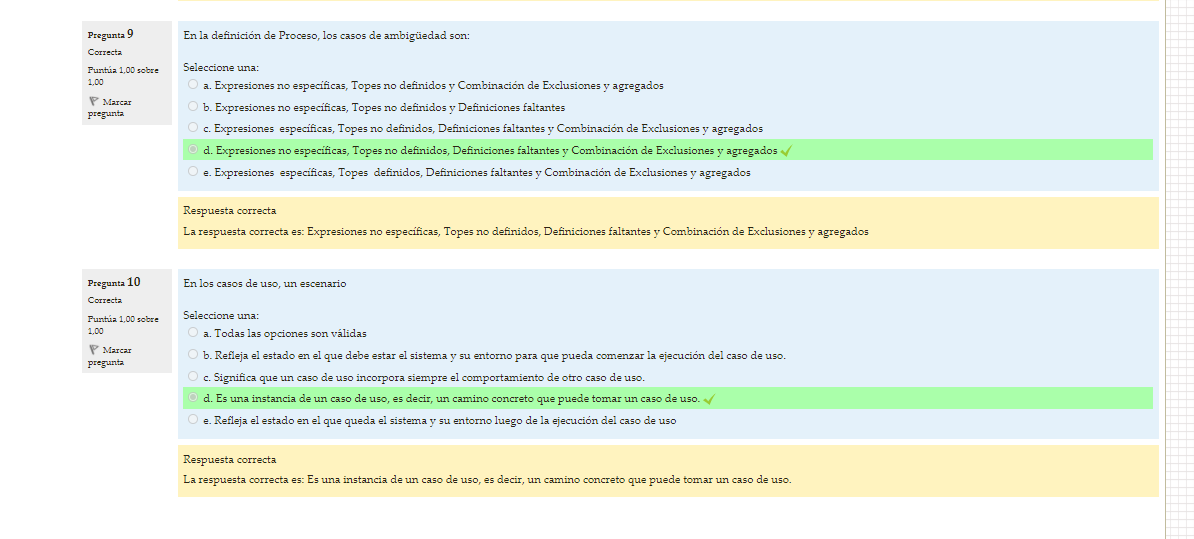 Pregunta 9
Correcta
Puntúa 1,00 sobre
1,00
Marcar
pregunta
En la definición de Proceso, los casos de ambigüedad son:
Seleccione una:
a. Expresiones no específicas, Topes no definidos y Combinación de Exclusiones y agregados
b. Expresiones no específicas, Topes no definidos y Definiciones faltantes
c. Expresiones específicas, Topes no definidos, Definiciones faltantes y Combinación de Exclusiones y agregados
d. Expresiones no específicas, Topes no definidos, Definiciones faltantes y Combinación de Exclusiones y agregados
e. Expresiones específicas, Topes definidos, Definiciones faltantes y Combinación de Exclusiones y agregados
Respuesta correcta
La respuesta correcta es: Expresiones no específicas, Topes no definidos, Definiciones faltantes y Combinación de Exclusiones y agregados
Pregunta 10
Correcta
Puntúa 1,00 sobre
1,00
Marcar
pregunta
En los casos de uso, un escenario
Seleccione una:
a. Todas las opciones son válidas
b. Refleja el estado en el que debe estar el sistema y su entorno para que pueda comenzar la ejecución del caso de uso.
c. Significa que un caso de uso incorpora siempre el comportamiento de otro caso de uso.
d. Es una instancia de un caso de uso, es decir, un camino concreto que puede tomar un caso de uso.
e. Refleja el estado en el que queda el sistema y su entorno luego de la ejecución del caso de uso
Respuesta correcta
La respuesta correcta es: Es una instancia de un caso de uso, es decir, un camino concreto que puede tomar un caso de uso.